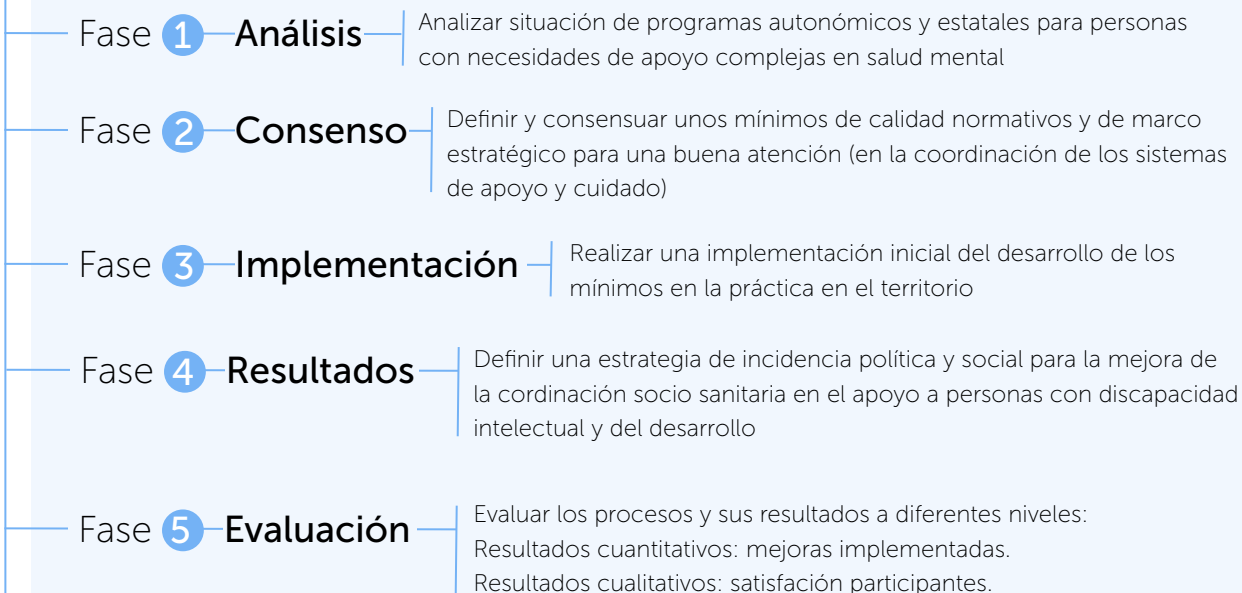 Fase 1 Análisis
Analizar situación de programas autonómicos y estatales para personas
con necesidades de apoyo complejas en salud mental
Fase 2 Consenso
Definir y consensuar unos mínimos de calidad normativos y de marco
estratégico para una buena atención (en la coordinación de los sistemas
de apoyo y cuidado)
Fase 3 Implementación
Realizar una implementación inicial del desarrollo de los
mínimos en la práctica en el territorio
Fase 4 Resultados
Definir una estrategia de incidencia política y social para la mejora de
la cordinación socio sanitaria en el apoyo a personas con discapacidad
intelectual y del desarrollo
Fase 5 Evaluación
Evaluar los procesos y sus resultados a diferentes niveles:
Resultados cuantitativos: mejoras implementadas.
Resultados cualitativos: satisfacción participantes.